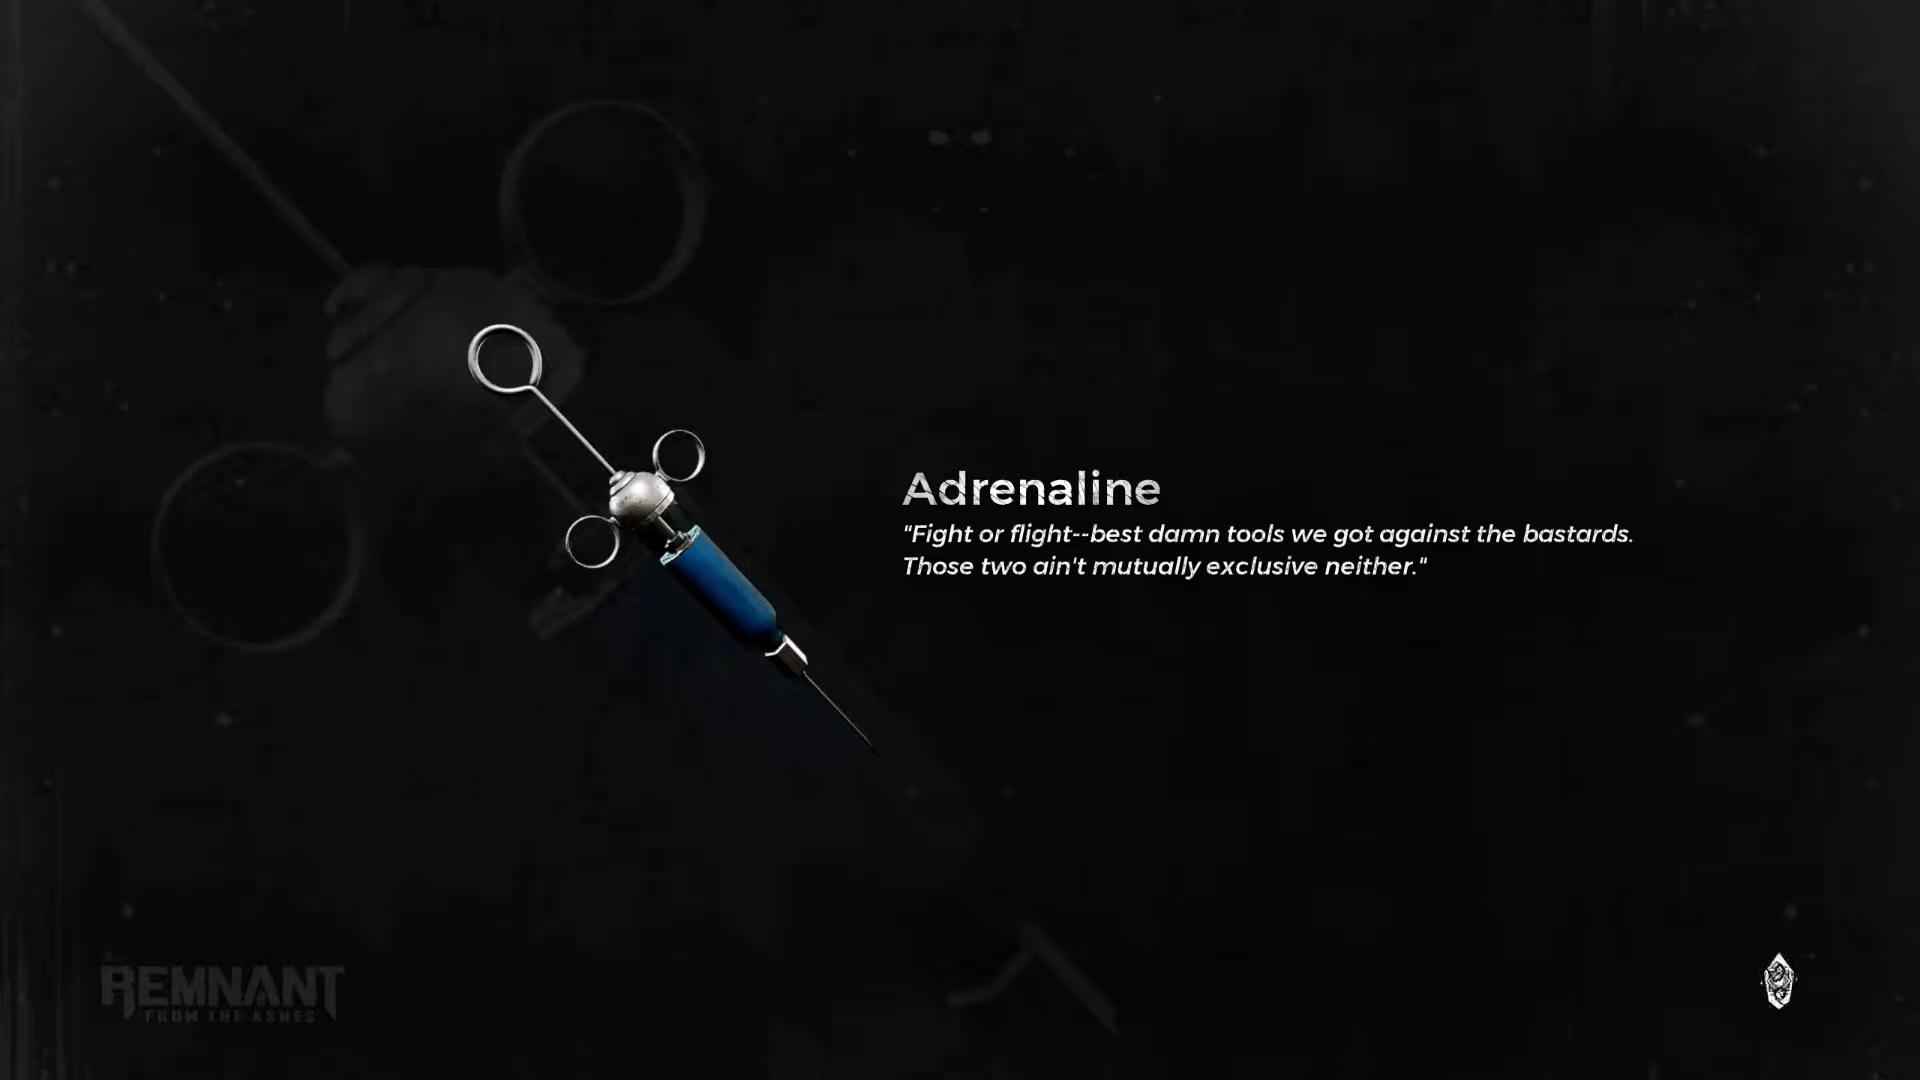 Adrenaline
"Fight or flight--best damn tools we got against the bastards.
Those two ain't mutually exclusive neither."
REMNANT
FROM THE ASHES